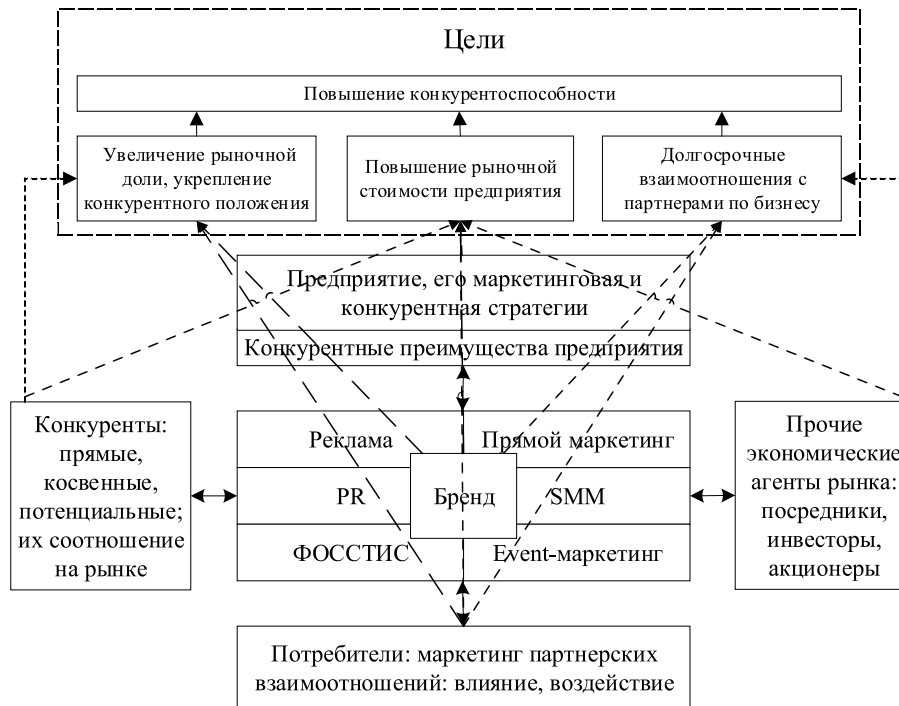 Цели
Повышение конкурентоспособности
Увеличение рыночной
доли, укрепление
конкурентного положения
Повышение рыночной
стоимости предприятия
Долгосрочные
взаимоотношения с
партнерами по бизнесу
Предприятие, его маркетинговая и
конкурентная стратегии
Конкурентные преимущества предприятия
Конкуренты:
прямые,
косвенные,
потенциальные;
их соотношение
на рынке
Реклама
Прямой маркетинг
PR
Бренд
SMM
ФОССТИС
Event-маркетинг
Прочие
экономические
агенты рынка:
посредники,
инвесторы,
акционеры
Потребители: маркетинг партнерских
взаимоотношений: влияние, воздействие